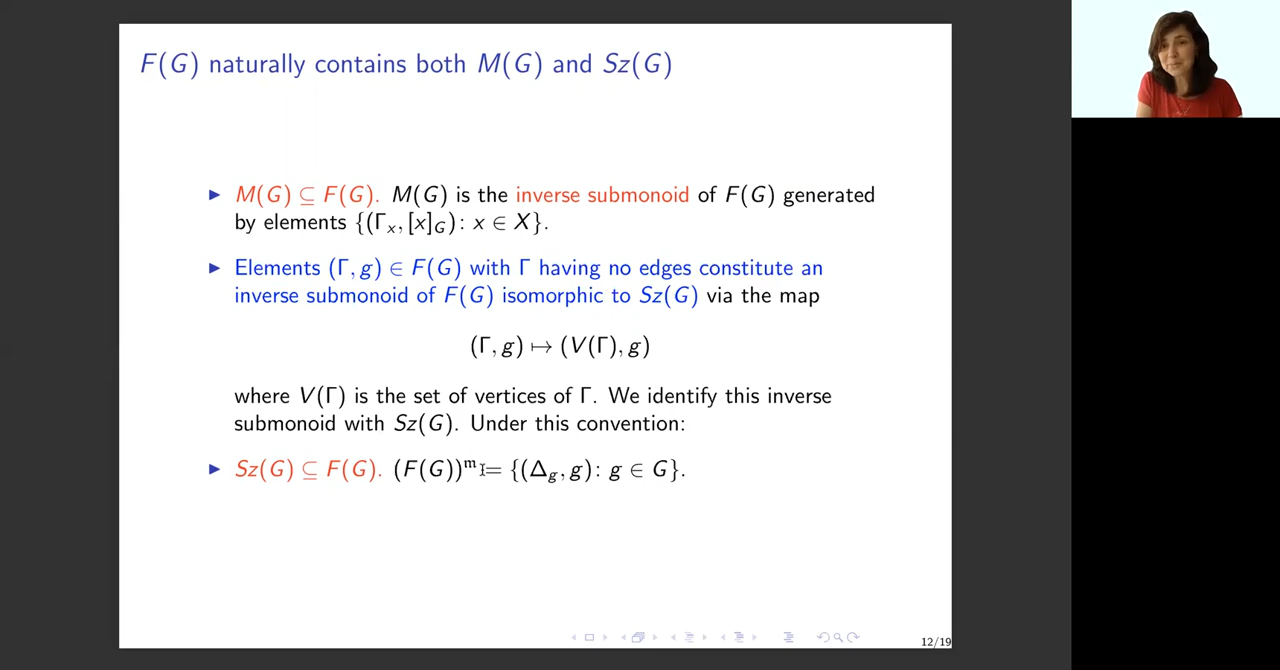 F(G) naturally contains both M(G) and Sz(G)
▶ M(G) ⊆ F(G). M(G) is the inverse submonoid of F(G) generated
by elements {(Γₓ, [x]_G): x ∈ X}.
▶ Elements (Γ, g) ∈ F(G) with Γ having no edges constitute an
inverse submonoid of F(G) isomorphic to Sz(G) via the map
(Γ, g) ↦ (V(Γ), g)
where V(Γ) is the set of vertices of Γ. We identify this inverse
submonoid with Sz(G). Under this convention:
▶ Sz(G) ⊆ F(G). (F(G))^𝔪 = {(Δ_g, g): g ∈ G}.
12/19